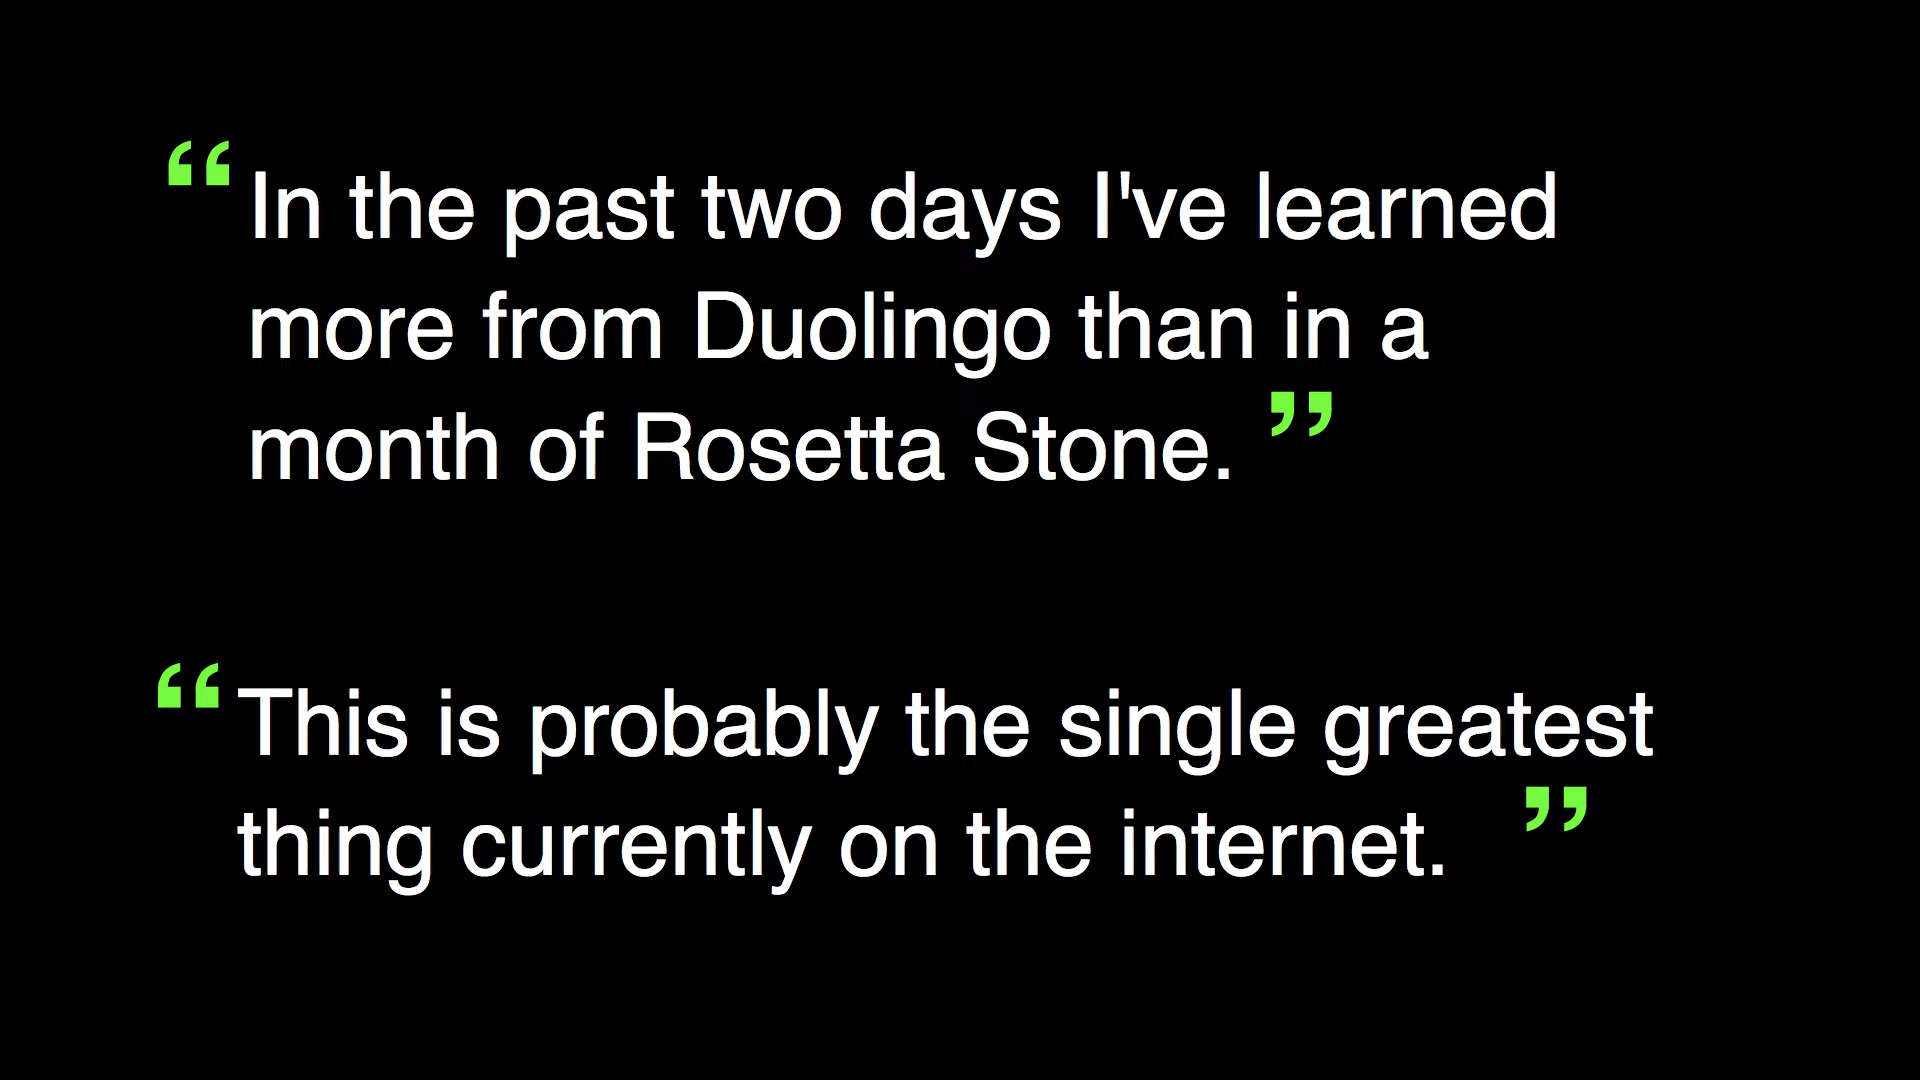 “In the past two days I've learned
more from Duolingo than in a
month of Rosetta Stone.”
“This is probably the single greatest
thing currently on the internet.”